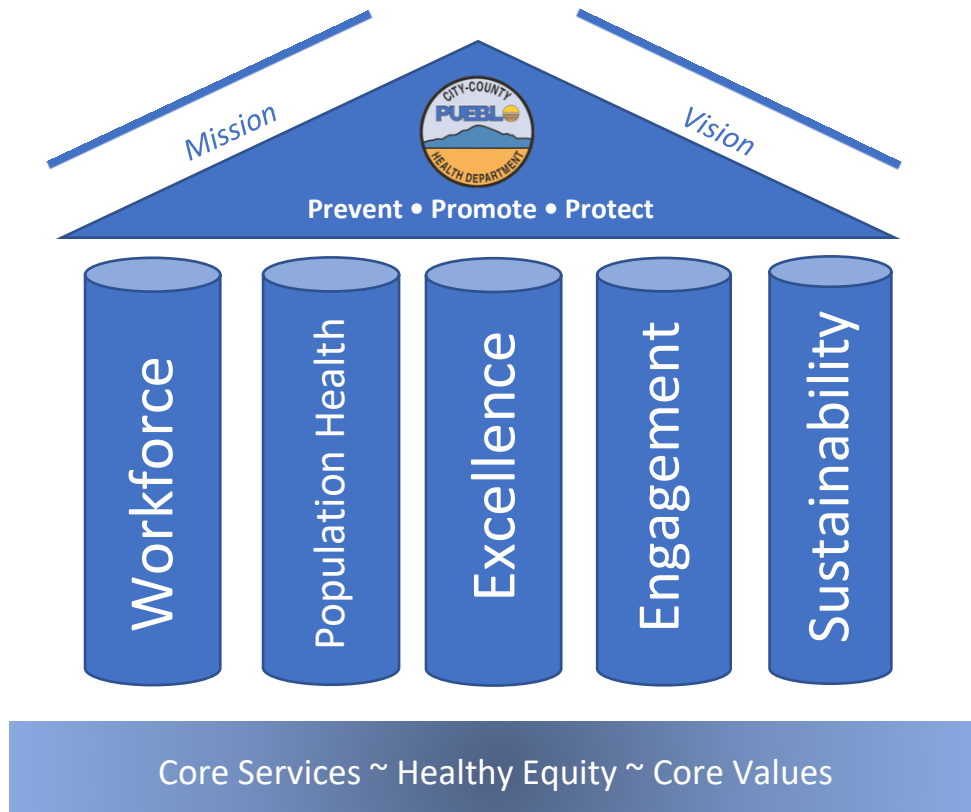 Mission
Vision
CITY-COUNTY
PUEBLO
HEALTH DEPARTMENT
Prevent • Promote • Protect
Workforce
Population Health
Excellence
Engagement
Sustainability
Core Services ~ Healthy Equity ~ Core Values